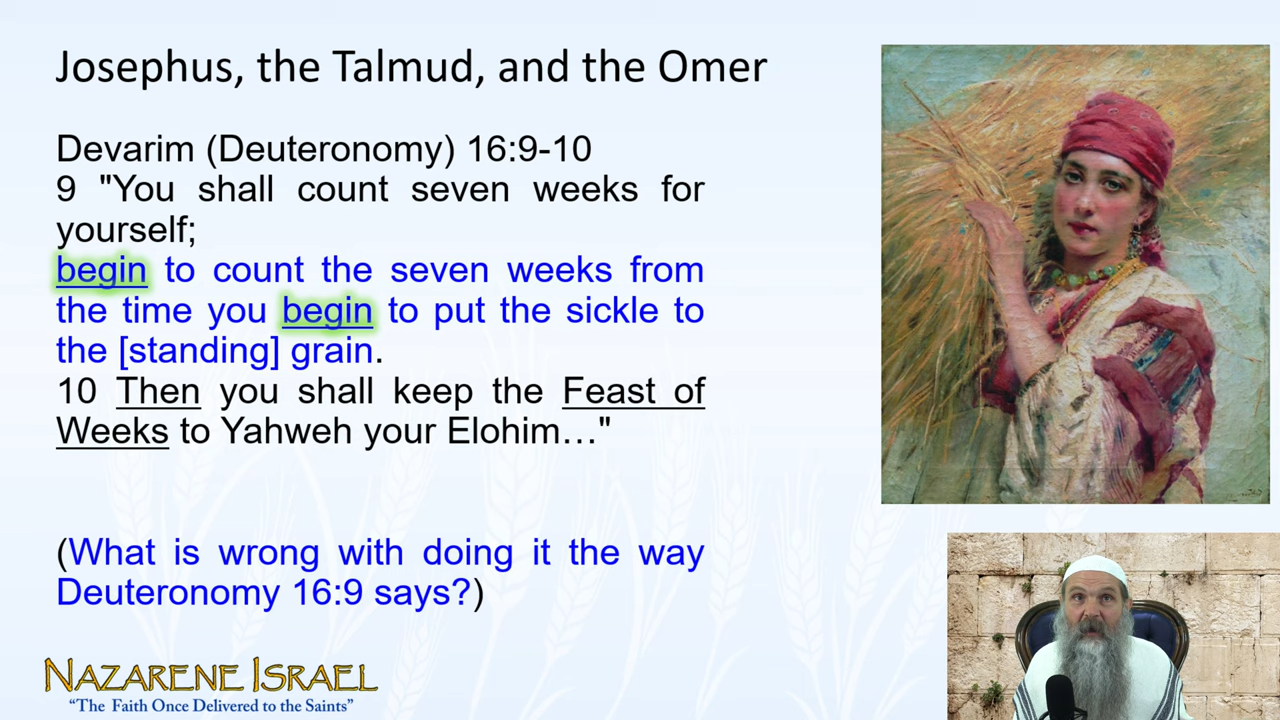 Josephus, the Talmud, and the Omer
Devarim (Deuteronomy) 16:9-10
9 "You shall count seven weeks for
yourself;
begin to count the seven weeks from
the time you begin to put the sickle to
the [standing] grain.
10 Then you shall keep the Feast of
Weeks to Yahweh your Elohim…"
(What is wrong with doing it the way
Deuteronomy 16:9 says?)
NAZARENE ISRAEL
“The Faith Once Delivered to the Saints”